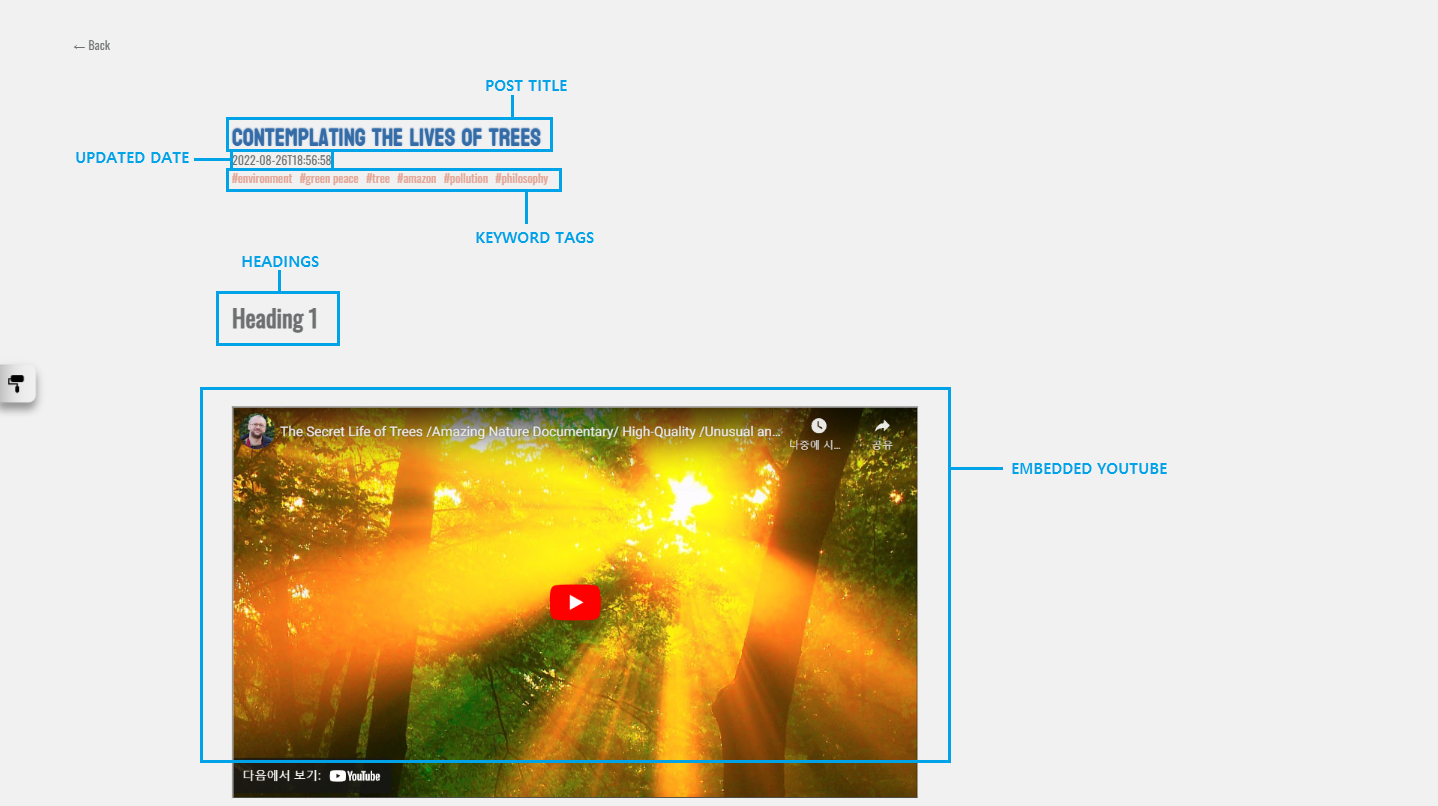 ← Back
POST TITLE
CONTEMPLATING THE LIVES OF TREES
UPDATED DATE
2022-08-26T18:56:58
#environment #green peace #tree #amazon #pollution #philosophy
KEYWORD TAGS
HEADINGS
Heading 1
The Secret Life of Trees /Amazing Nature Documentary/ High-Quality /Unusual an...
나중에 시...
공유
EMBEDDED YOUTUBE
다음에서 보기: YouTube